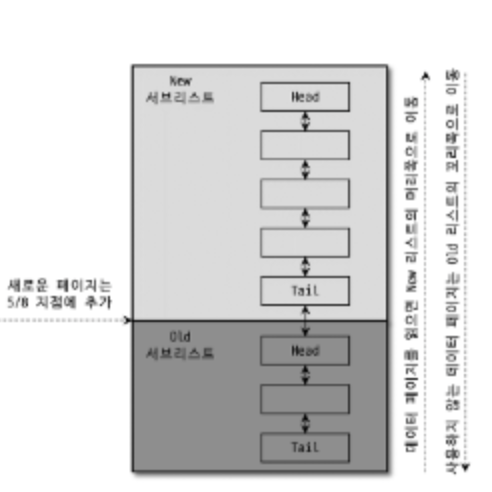 New
서브리스트
Head
Tail
새로운 페이지는
5/8 지점에 추가
Old
서브리스트
Head
Tail
데이터 페이지를 읽으면 New 리스트의 머리쪽으로 이동
사용하지 않는 데이터 페이지는 Old 리스트의 꼬리쪽으로 이동